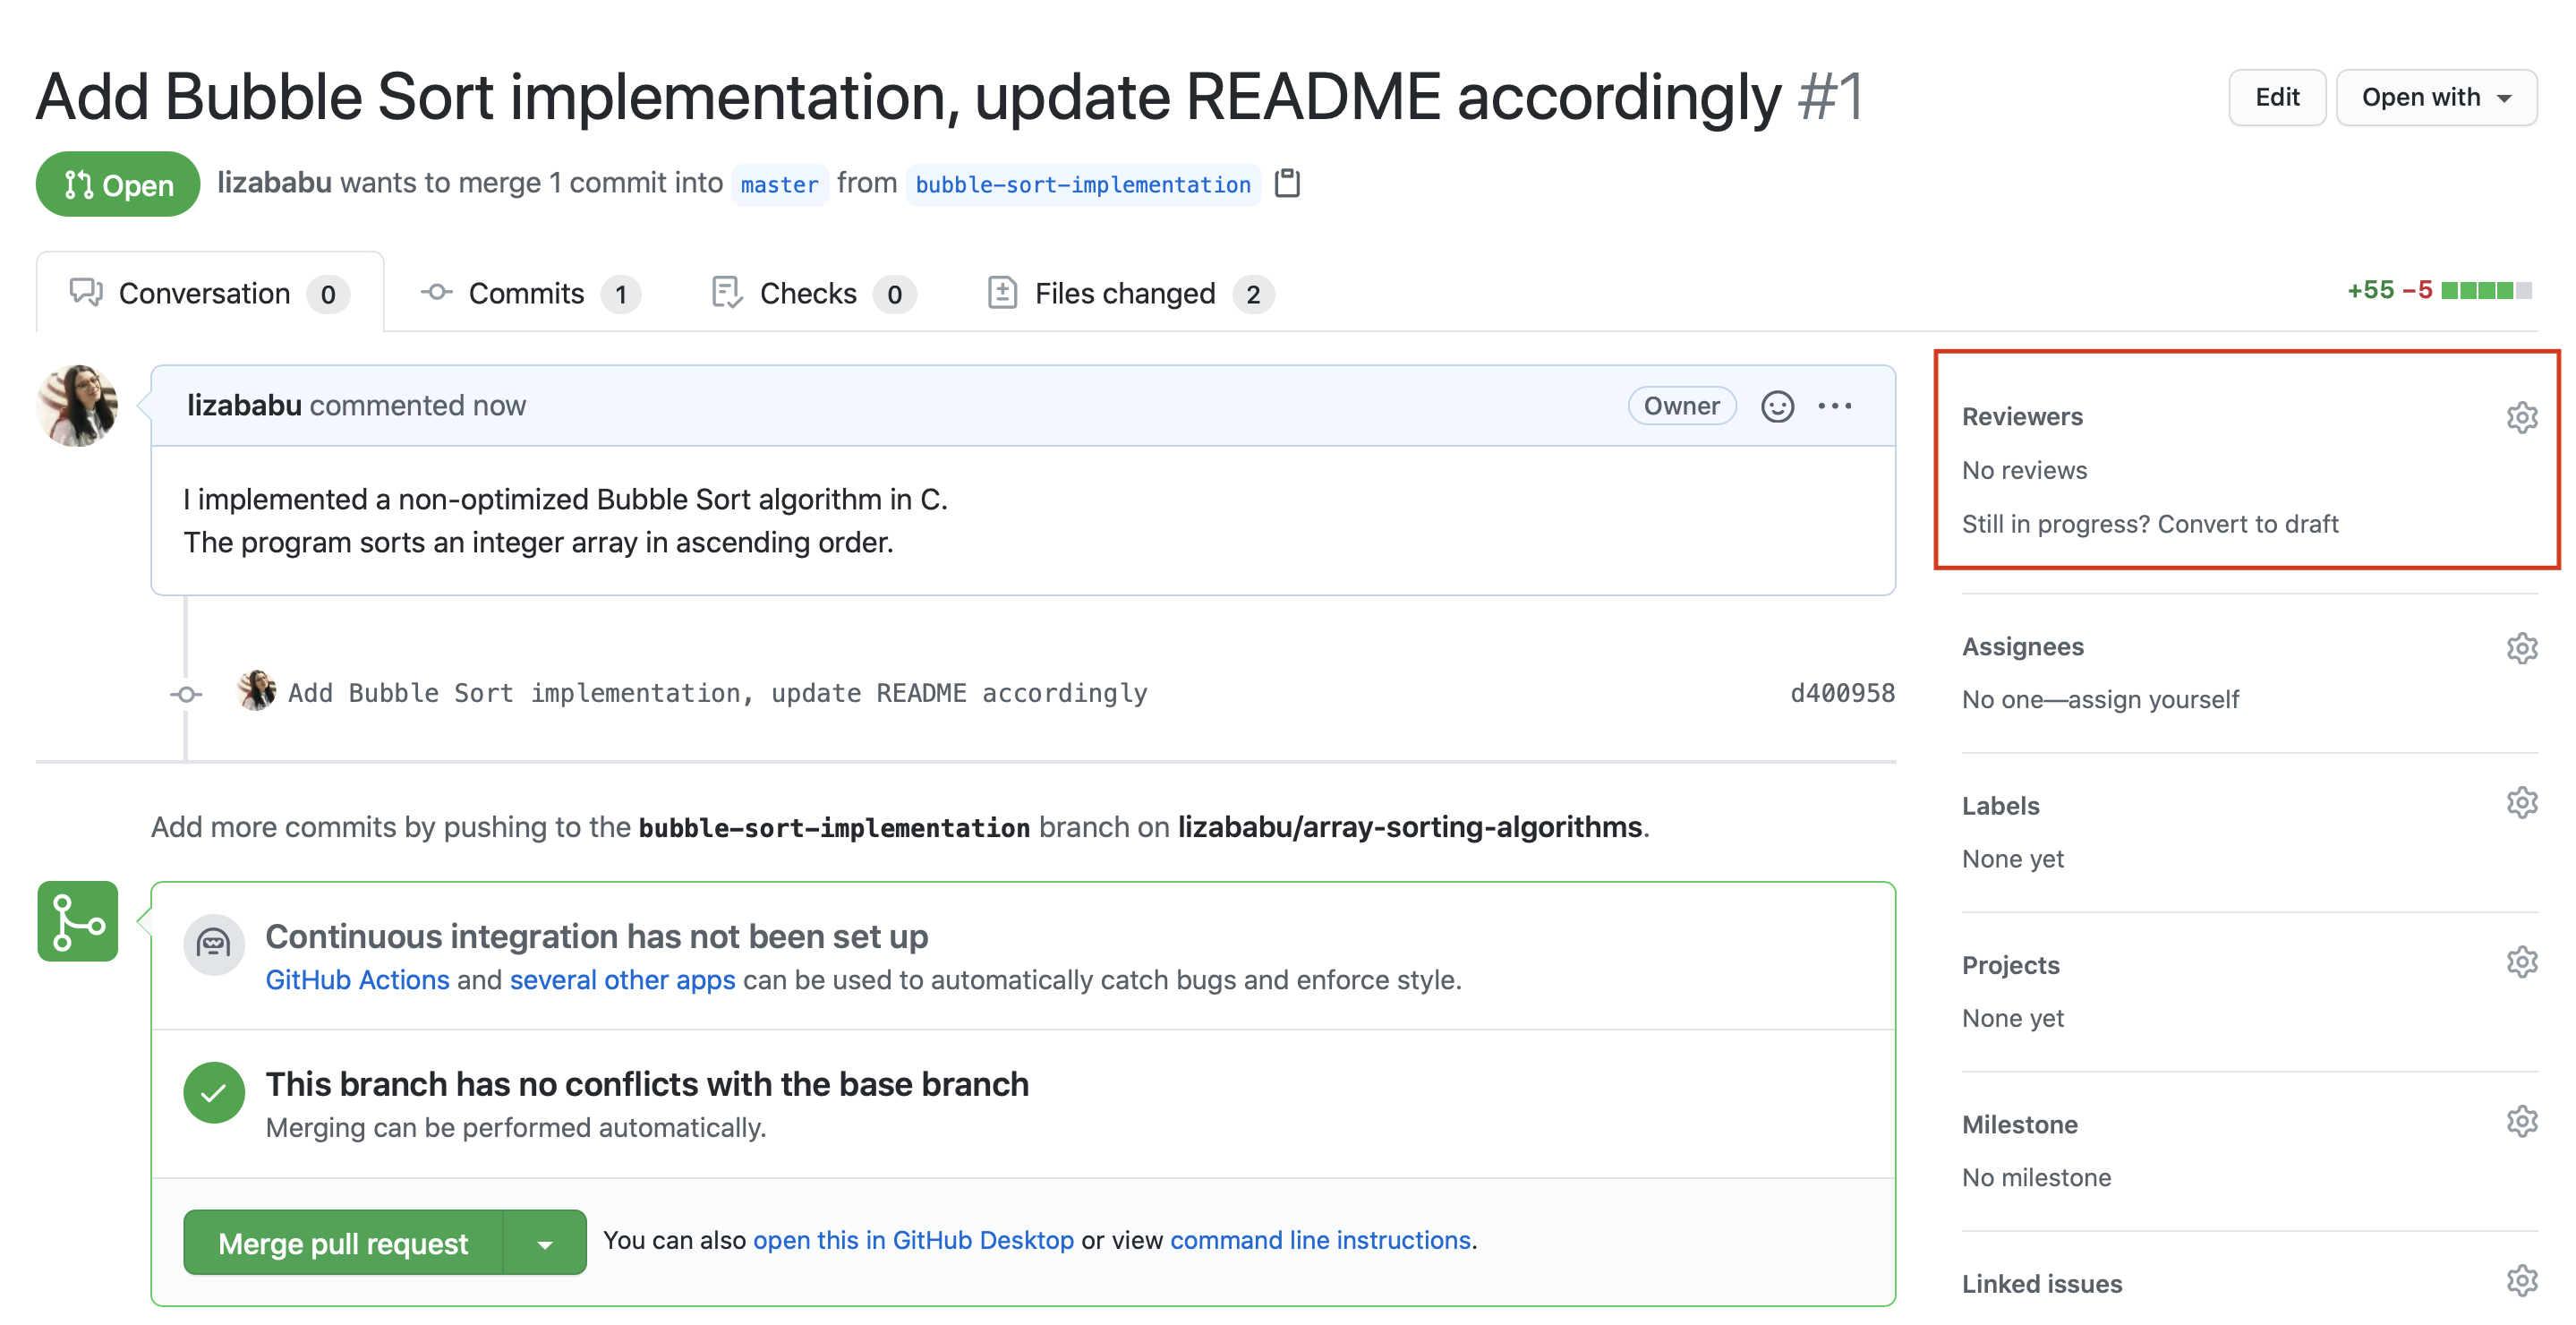 Add Bubble Sort implementation, update README accordingly #1
Edit
Open with
Open
lizababu wants to merge 1 commit into master from bubble-sort-implementation
Conversation 0
Commits 1
Checks 0
Files changed 2
+55 −5
lizababu commented now
Owner
I implemented a non-optimized Bubble Sort algorithm in C.
The program sorts an integer array in ascending order.
Add Bubble Sort implementation, update README accordingly
d400958
Add more commits by pushing to the bubble-sort-implementation branch on lizababu/array-sorting-algorithms.
Continuous integration has not been set up
GitHub Actions and several other apps can be used to automatically catch bugs and enforce style.
This branch has no conflicts with the base branch
Merging can be performed automatically.
Merge pull request
You can also open this in GitHub Desktop or view command line instructions.
Reviewers
No reviews
Still in progress? Convert to draft
Assignees
No one—assign yourself
Labels
None yet
Projects
None yet
Milestone
No milestone
Linked issues